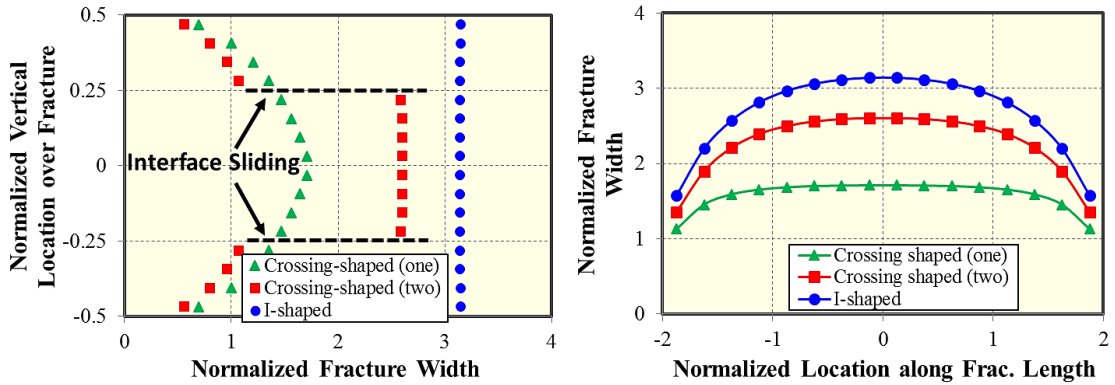 Normalized Vertical
Location over Fracture
0.5
0.25
0
-0.25
-0.5
Interface Sliding
Crossing-shaped (one)
Crossing-shaped (two)
I-shaped
0
1
2
3
4
Normalized Fracture Width
Normalized Fracture
Width
4
3
2
1
0
Crossing shaped (one)
Crossing shaped (two)
I-shaped
-2
-1
0
1
2
Normalized Location along Frac. Length